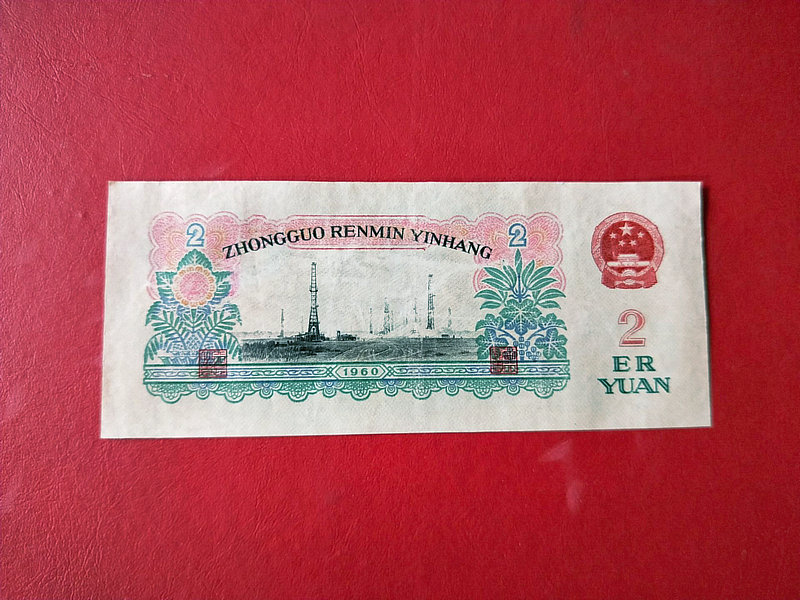 2 2
ZHONGGUO RENMIN YINHANG
1960
2
ER
YUAN